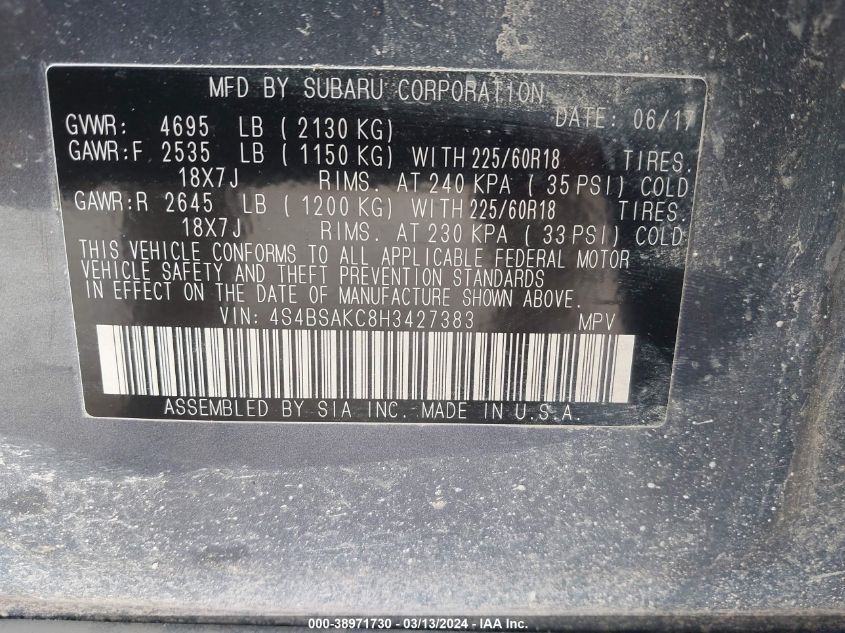 MFD BY SUBARU CORPORATION
DATE: 06/17
GVWR: 4695 LB ( 2130 KG)
GAWR:F 2535 LB ( 1150 KG) WITH 225/60R18 TIRES.
18X7J RIMS. AT 240 KPA ( 35 PSI) COLD
GAWR:R 2645 LB ( 1200 KG) WITH 225/60R18 TIRES.
18X7J RIMS. AT 230 KPA ( 33 PSI) COLD
THIS VEHICLE CONFORMS TO ALL APPLICABLE FEDERAL MOTOR
VEHICLE SAFETY AND THEFT PREVENTION STANDARDS
IN EFFECT ON THE DATE OF MANUFACTURE SHOWN ABOVE.
VIN: 4S4BSAKC8H3427383 MPV
ASSEMBLED BY SIA INC. MADE IN U.S.A.
000-38971730 - 03/13/2024 - IAA Inc.